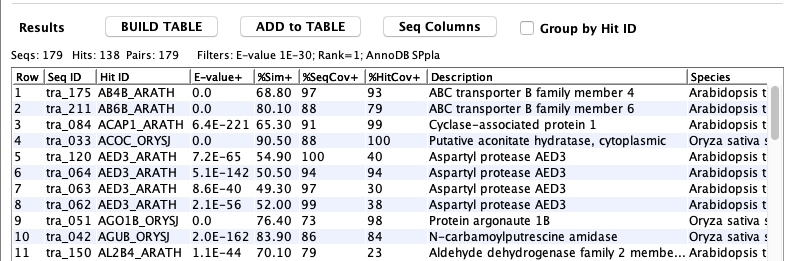 Results BUILD TABLE ADD to TABLE Seq Columns Group by Hit ID
Seqs: 179 Hits: 138 Pairs: 179 Filters: E-value 1E-30; Rank=1; AnnoDB SPpla
Row Seq ID Hit ID E-value+ %Sim+ %SeqCov+ %HitCov+ Description Species
1 tra_175 AB4B_ARATH 0.0 68.80 97 93 ABC transporter B family member 4 Arabidopsis t
2 tra_211 AB6B_ARATH 0.0 80.10 88 79 ABC transporter B family member 6 Arabidopsis t
3 tra_084 ACAP1_ARATH 6.4E-221 65.30 91 99 Cyclase-associated protein 1 Arabidopsis t
4 tra_033 ACOC_ORYSJ 0.0 90.50 88 100 Putative aconitate hydratase, cytoplasmic Oryza sativa s
5 tra_120 AED3_ARATH 7.2E-65 54.90 100 40 Aspartyl protease AED3 Arabidopsis t
6 tra_064 AED3_ARATH 5.1E-142 50.50 94 94 Aspartyl protease AED3 Arabidopsis t
7 tra_063 AED3_ARATH 8.6E-40 49.30 97 30 Aspartyl protease AED3 Arabidopsis t
8 tra_062 AED3_ARATH 2.1E-56 52.00 99 38 Aspartyl protease AED3 Arabidopsis t
9 tra_051 AGO1B_ORYSJ 0.0 76.40 73 98 Protein argonaute 1B Oryza sativa s
10 tra_042 AGUB_ORYSJ 2.0E-162 83.90 86 84 N-carbamoylputrescine amidase Oryza sativa s
11 tra_150 AL2B4_ARATH 1.1E-44 70.10 79 23 Aldehyde dehydrogenase family 2 membe... Arabidopsis t